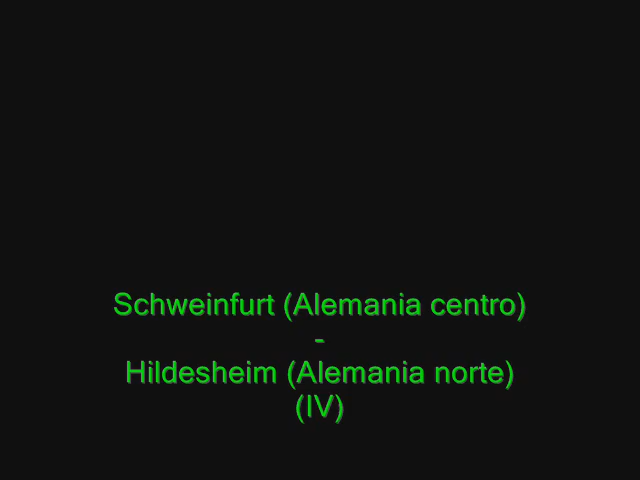 Schweinfurt (Alemania centro)
-
Hildesheim (Alemania norte)
(IV)